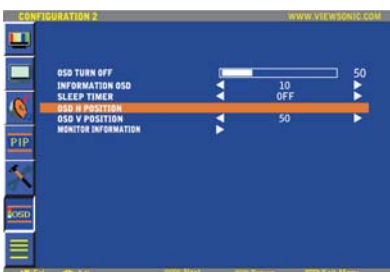 CONFIGURATION 2 WWW.VIEWSONIC.COM
OSD TURN OFF 50
INFORMATION OSD 10
SLEEP TIMER OFF
OSD H POSITION
OSD V POSITION 50
MONITOR INFORMATION
PIP
OSD